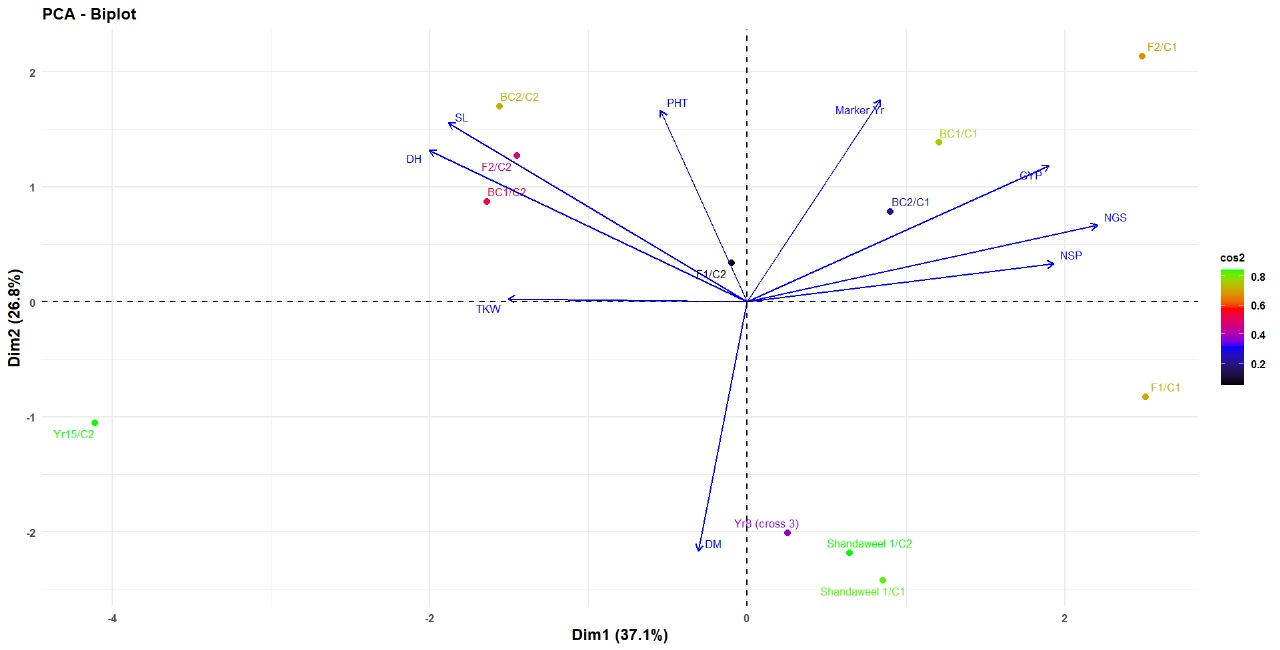 PCA - Biplot
F2/C1
2
BC2/C2
PHT
Marker Yr
SL
BC1/C1
DH
F2/C2
GYP
1
BC1/C2
BC2/C1
NGS
NSP
cos2
F1/C2
0.8
0
TKW
0.6
0.4
0.2
Dim2 (26.8%)
F1/C1
-1
Yr15/C2
-2
Yr8 (cross 3)
DM
Shandaweel 1/C2
Shandaweel 1/C1
-4
-2
0
2
Dim1 (37.1%)